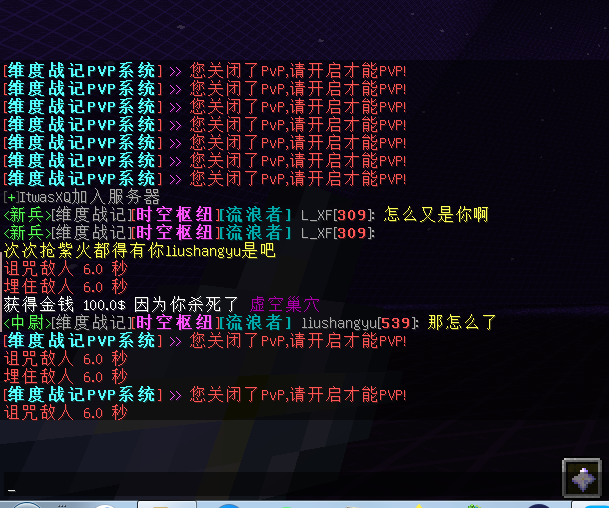 [维度战记PVP系统] >> 您关闭了PvP,请开启才能PVP!
[维度战记PVP系统] >> 您关闭了PvP,请开启才能PVP!
[维度战记PVP系统] >> 您关闭了PvP,请开启才能PVP!
[维度战记PVP系统] >> 您关闭了PvP,请开启才能PVP!
[维度战记PVP系统] >> 您关闭了PvP,请开启才能PVP!
[维度战记PVP系统] >> 您关闭了PvP,请开启才能PVP!
[维度战记PVP系统] >> 您关闭了PvP,请开启才能PVP!
[+]ItwasXQ加入服务器
<新兵>[维度战记][时空枢纽][流浪者] L_XF[309]: 怎么又是你啊
<新兵>[维度战记][时空枢纽][流浪者] L_XF[309]:
次次抢紫火都得有你liushangyu是吧
诅咒敌人 6.0 秒
埋住敌人 6.0 秒
获得金钱 100.0$ 因为你杀死了 虚空巢穴
<中尉>[维度战记][时空枢纽][流浪者] liushangyu[539]: 那怎么了
[维度战记PVP系统] >> 您关闭了PvP,请开启才能PVP!
诅咒敌人 6.0 秒
埋住敌人 6.0 秒
[维度战记PVP系统] >> 您关闭了PvP,请开启才能PVP!
诅咒敌人 6.0 秒
_